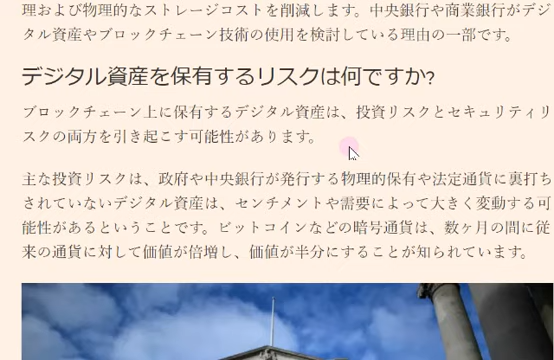 理および物理的なストレージコストを削減します。中央銀行や商業銀行がデジ
タル資産やブロックチェーン技術の使用を検討している理由の一部です。
デジタル資産を保有するリスクは何ですか?
ブロックチェーン上に保有するデジタル資産は、投資リスクとセキュリティリ
スクの両方を引き起こす可能性があります。
主な投資リスクは、政府や中央銀行が発行する物理的保有や法定通貨に裏打ち
されていないデジタル資産は、センチメントや需要によって大きく変動する可
能性があるということです。ビットコインなどの暗号通貨は、数ヶ月の間に従
来の通貨に対して価値が倍増し、価値が半分にすることが知られています。